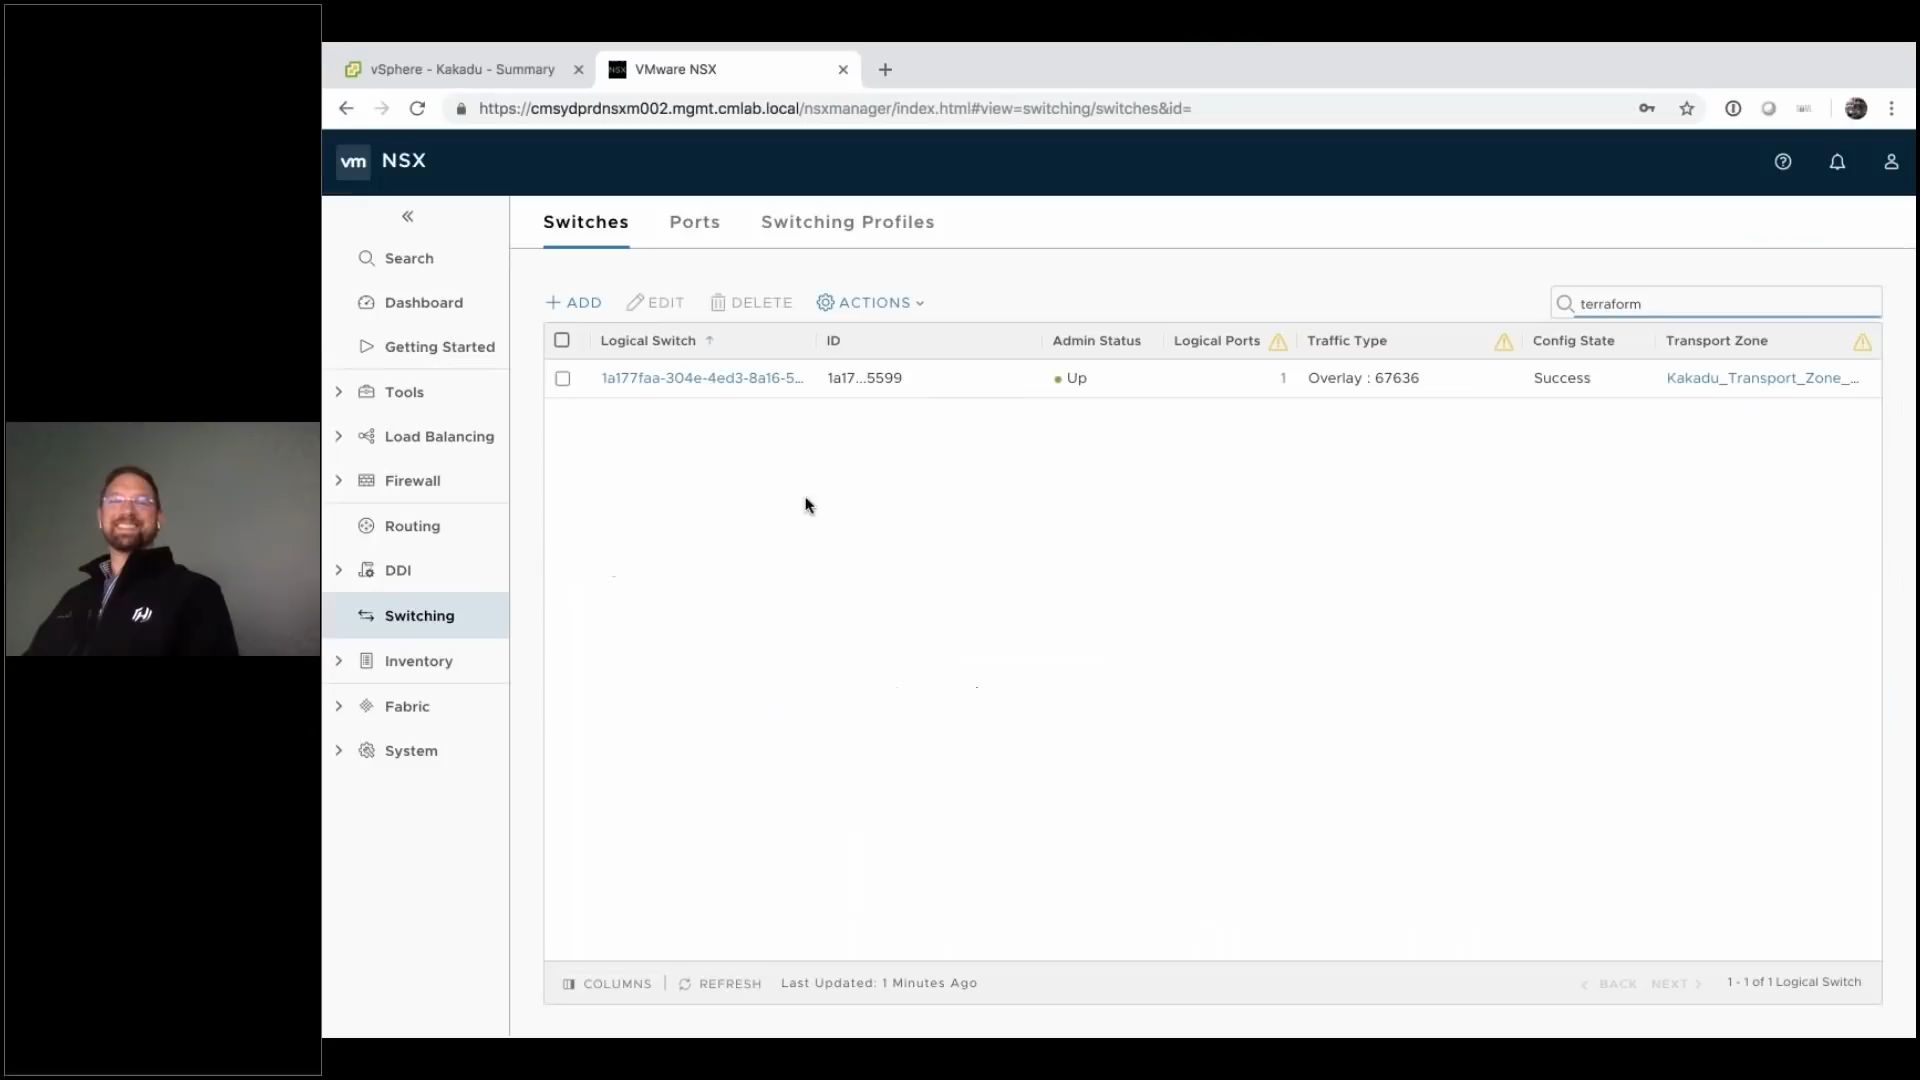 vSphere - Kakadu - Summary
VMware NSX
https://cmsydprdnsxm002.mgmt.cmlab.local/nsxmanager/index.html#view=switching/switches&id=
vm NSX
Search
Dashboard
Getting Started
Tools
Load Balancing
Firewall
Routing
DDI
Switching
Inventory
Fabric
System
Switches Ports Switching Profiles
ADD EDIT DELETE ACTIONS terraform
Logical Switch ID Admin Status Logical Ports Traffic Type Config State Transport Zone
1a177faa-304e-4ed3-8a16-5... 1a17...5599 Up 1 Overlay : 67636 Success Kakadu_Transport_Zone_...
COLUMNS REFRESH Last Updated: 1 Minutes Ago BACK NEXT 1 - 1 of 1 Logical Switch